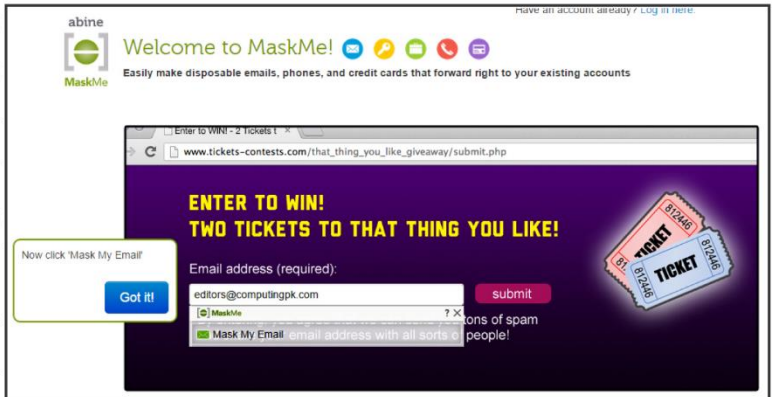 Have an account already? Log in here.
abine
MaskMe
Welcome to MaskMe!
Easily make disposable emails, phones, and credit cards that forward right to your existing accounts
Enter to WIN! - 2 Tickets t ×
www.tickets-contests.com/that_thing_you_like_giveaway/submit.php
ENTER TO WIN!
TWO TICKETS TO THAT THING YOU LIKE!
812446
TICKET
812446
812446
TICKET
812446
Now click 'Mask My Email'
Got it!
Email address (required):
editors@computingpk.com
submit
MaskMe ? ×
tons of spam
Mask My Email
email address with all sorts of people!